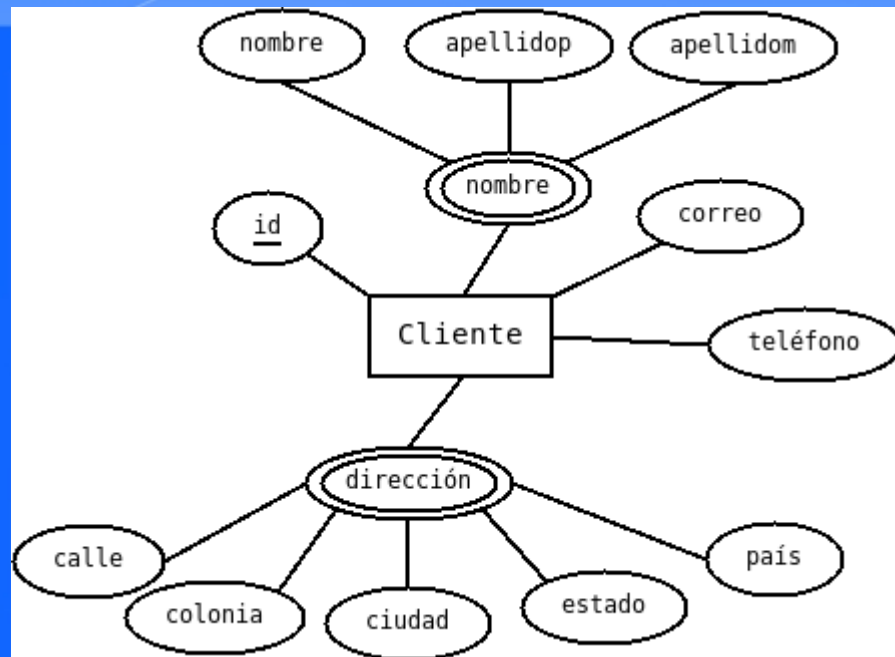 nombre
apellidop
apellidom
nombre
id
correo
Cliente
teléfono
dirección
calle
colonia
ciudad
estado
país